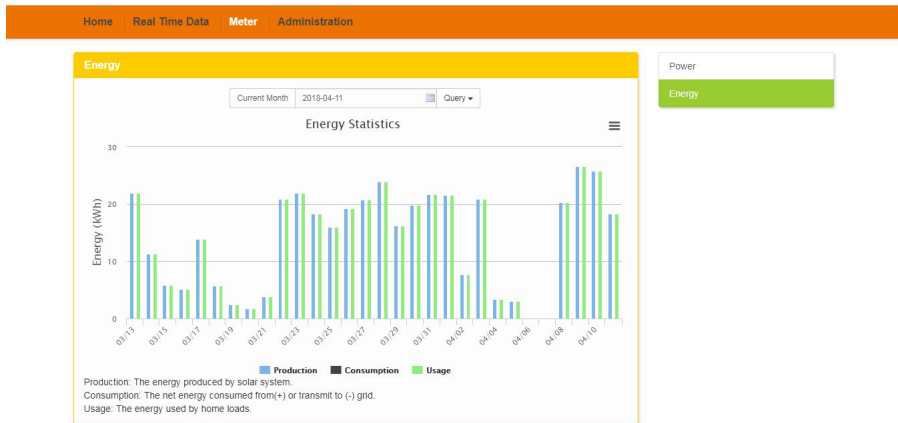 Home Real Time Data Meter Administration
Energy
Power
Energy
Current Month 2018-04-11 Query
Energy Statistics
Energy (kWh)
30
20
10
0
03/13 03/15 03/17 03/19 03/21 03/23 03/25 03/27 03/29 03/31 04/02 04/04 04/06 04/08 04/10
Production Consumption Usage
Production: The energy produced by solar system.
Consumption: The net energy consumed from(+) or transmit to (-) grid.
Usage: The energy used by home loads.